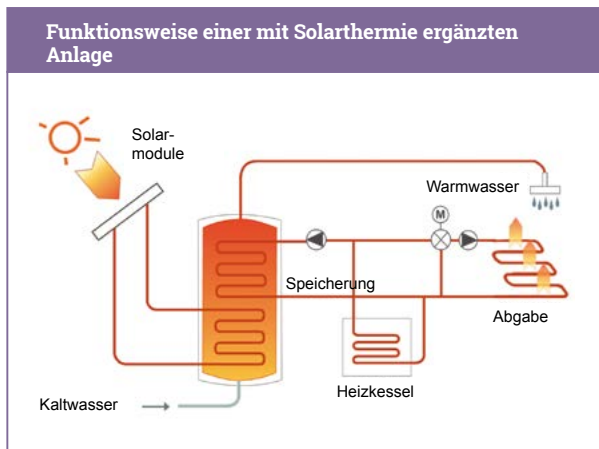 Funktionsweise einer mit Solarthermie ergänzten
Anlage
Solar-
module
Warmwasser
M
Speicherung
Abgabe
Heizkessel
Kaltwasser